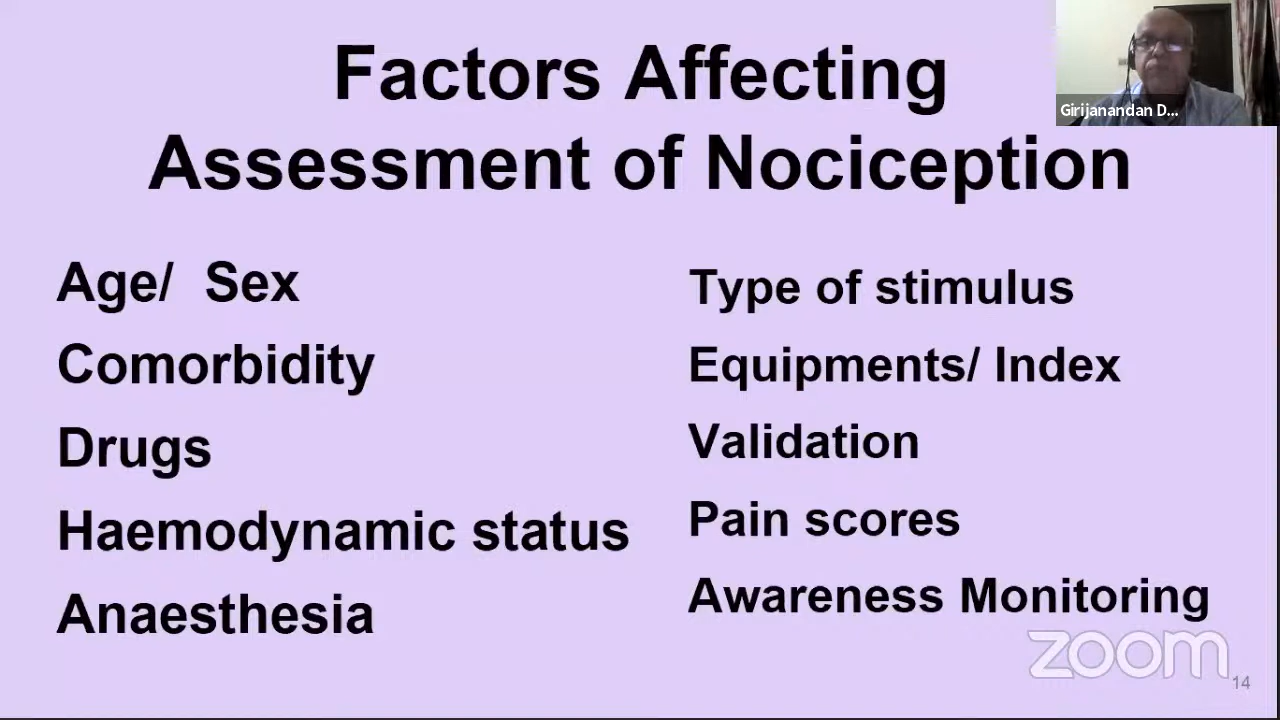 Factors Affecting
Assessment of Nociception
Girijanandan D...
Age/ Sex
Comorbidity
Drugs
Haemodynamic status
Anaesthesia
Type of stimulus
Equipments/ Index
Validation
Pain scores
Awareness Monitoring
zoom
14